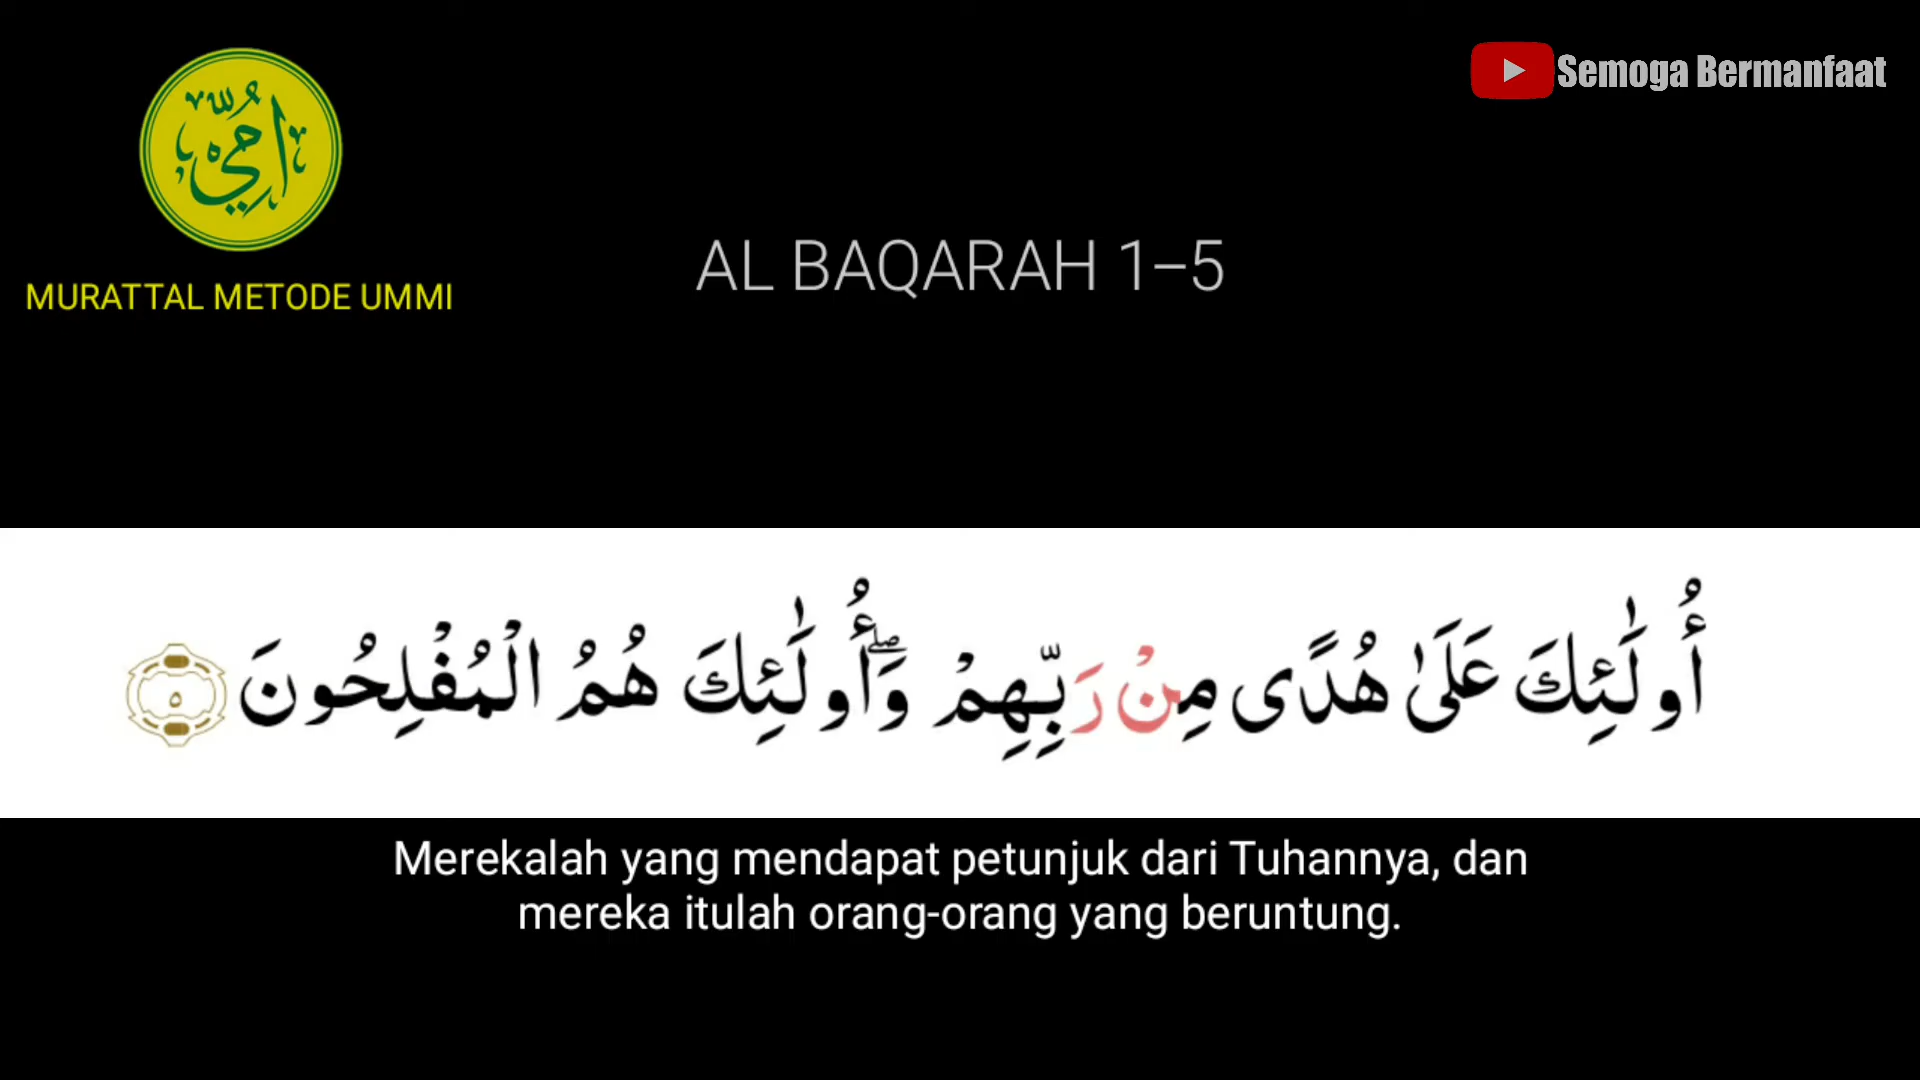 امي
Semoga Bermanfaat
MURATTAL METODE UMMI
AL BAQARAH 1–5
أُولَٰئِكَ عَلَىٰ هُدًى مِنْ رَبِّهِمْ ۖ وَأُولَٰئِكَ هُمُ الْمُفْلِحُونَ ٥
Merekalah yang mendapat petunjuk dari Tuhannya, dan
mereka itulah orang-orang yang beruntung.